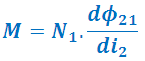 M = N₁. dϕ₂₁/di₂